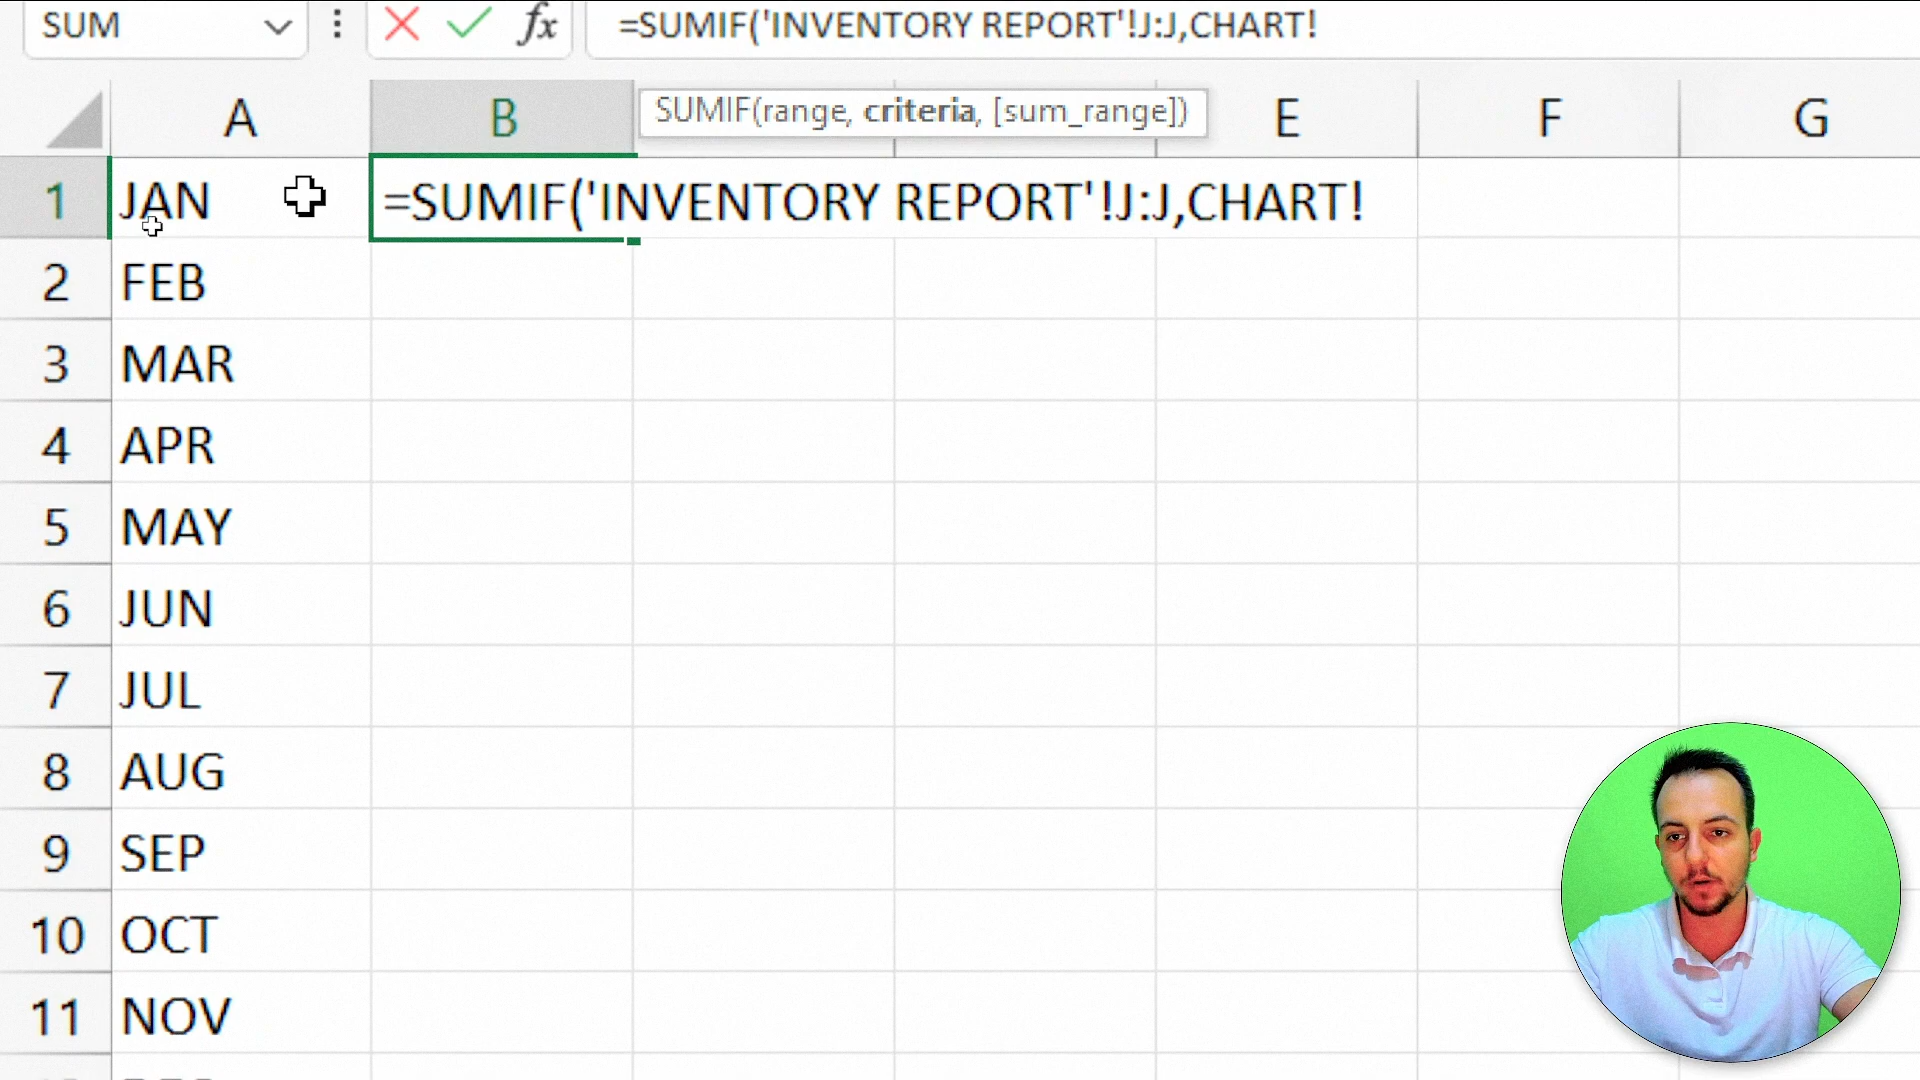 SUM fx =SUMIF('INVENTORY REPORT'!J:J,CHART!
A B SUMIF(range, criteria, [sum_range]) E F G
1 JAN =SUMIF('INVENTORY REPORT'!J:J,CHART!
2 FEB
3 MAR
4 APR
5 MAY
6 JUN
7 JUL
8 AUG
9 SEP
10 OCT
11 NOV